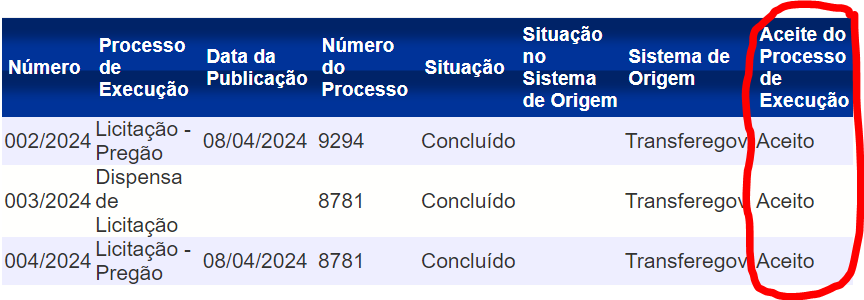 Número Processo de Execução Data da Publicação Número do Processo Situação Situação no Sistema de Origem Sistema de Origem Aceite do Processo de Execução
002/2024 Licitação - Pregão 08/04/2024 9294 Concluído Transferegov Aceito
003/2024 Dispensa de Licitação 8781 Concluído Transferegov Aceito
004/2024 Licitação - Pregão 08/04/2024 8781 Concluído Transferegov Aceito